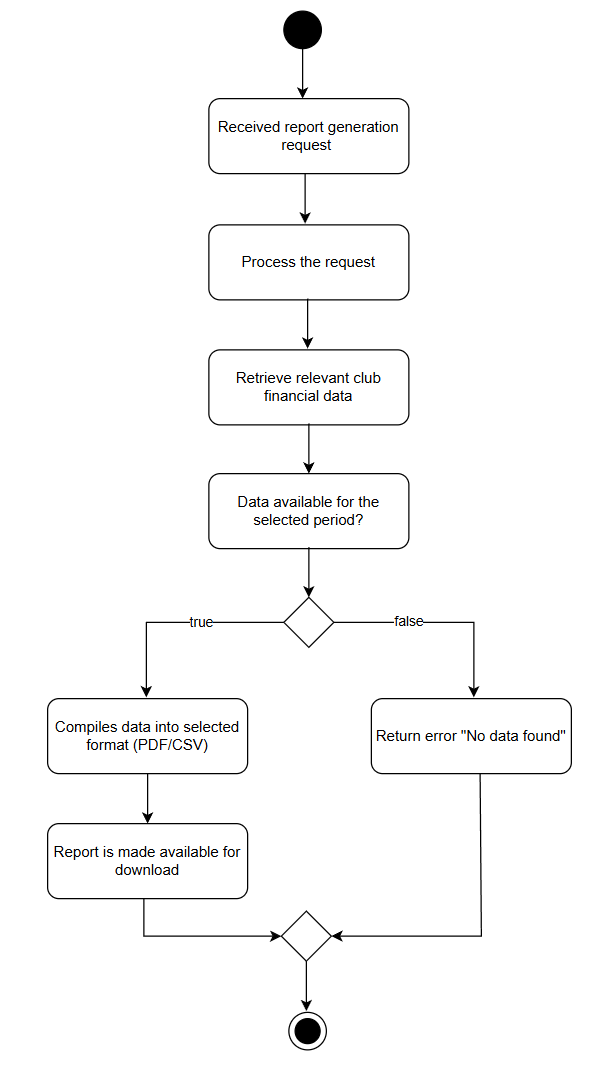 Received report generation
request
Process the request
Retrieve relevant club
financial data
Data available for the
selected period?
true
false
Compiles data into selected
format (PDF/CSV)
Return error "No data found"
Report is made available for
download